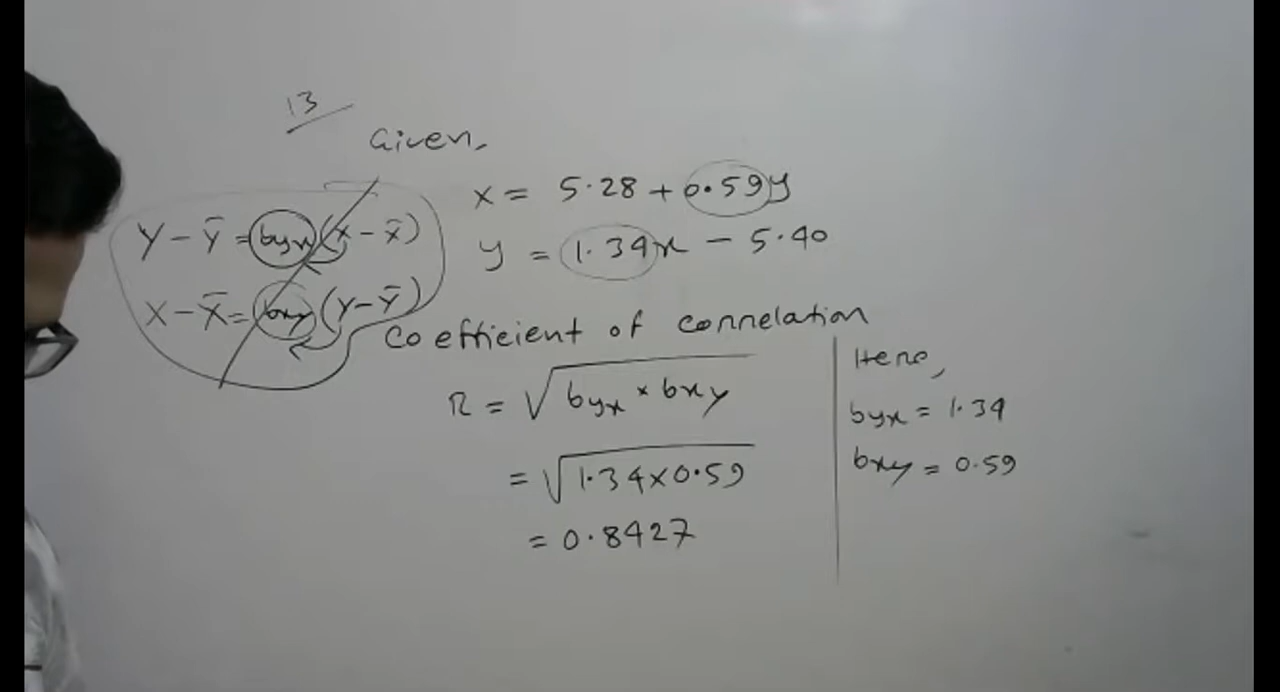 13
Given,
x = 5.28 + 0.59y
y = 1.34x - 5.40
Y - Ȳ = byx (x - x̄)
X - X̄ = bxy (Y - Ȳ)
Coefficient of correlation
r = √byx × bxy
= √1.34×0.59
= 0.8427
Here,
byx = 1.34
bxy = 0.59